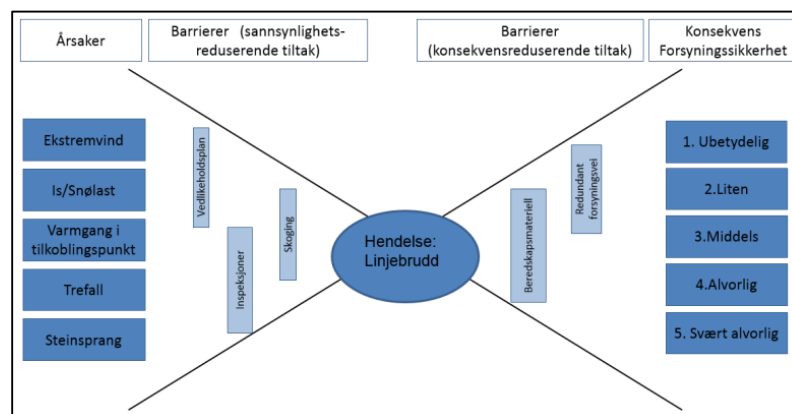 Årsaker
Barrierer (sannsynlighets-
reduserende tiltak)
Barrierer
(konsekvensreduserende tiltak)
Konsekvens
Forsyningssikkerhet
Ekstremvind
Is/Snølast
Varmgang i
tilkoblingspunkt
Trefall
Steinsprang
Vedlikeholdsplan
Inspeksjoner
Skoging
Hendelse:
Linjebrudd
Beredskapsmateriell
Redundant
forsyningsvei
1. Ubetydelig
2.Liten
3.Middels
4.Alvorlig
5. Svært alvorlig